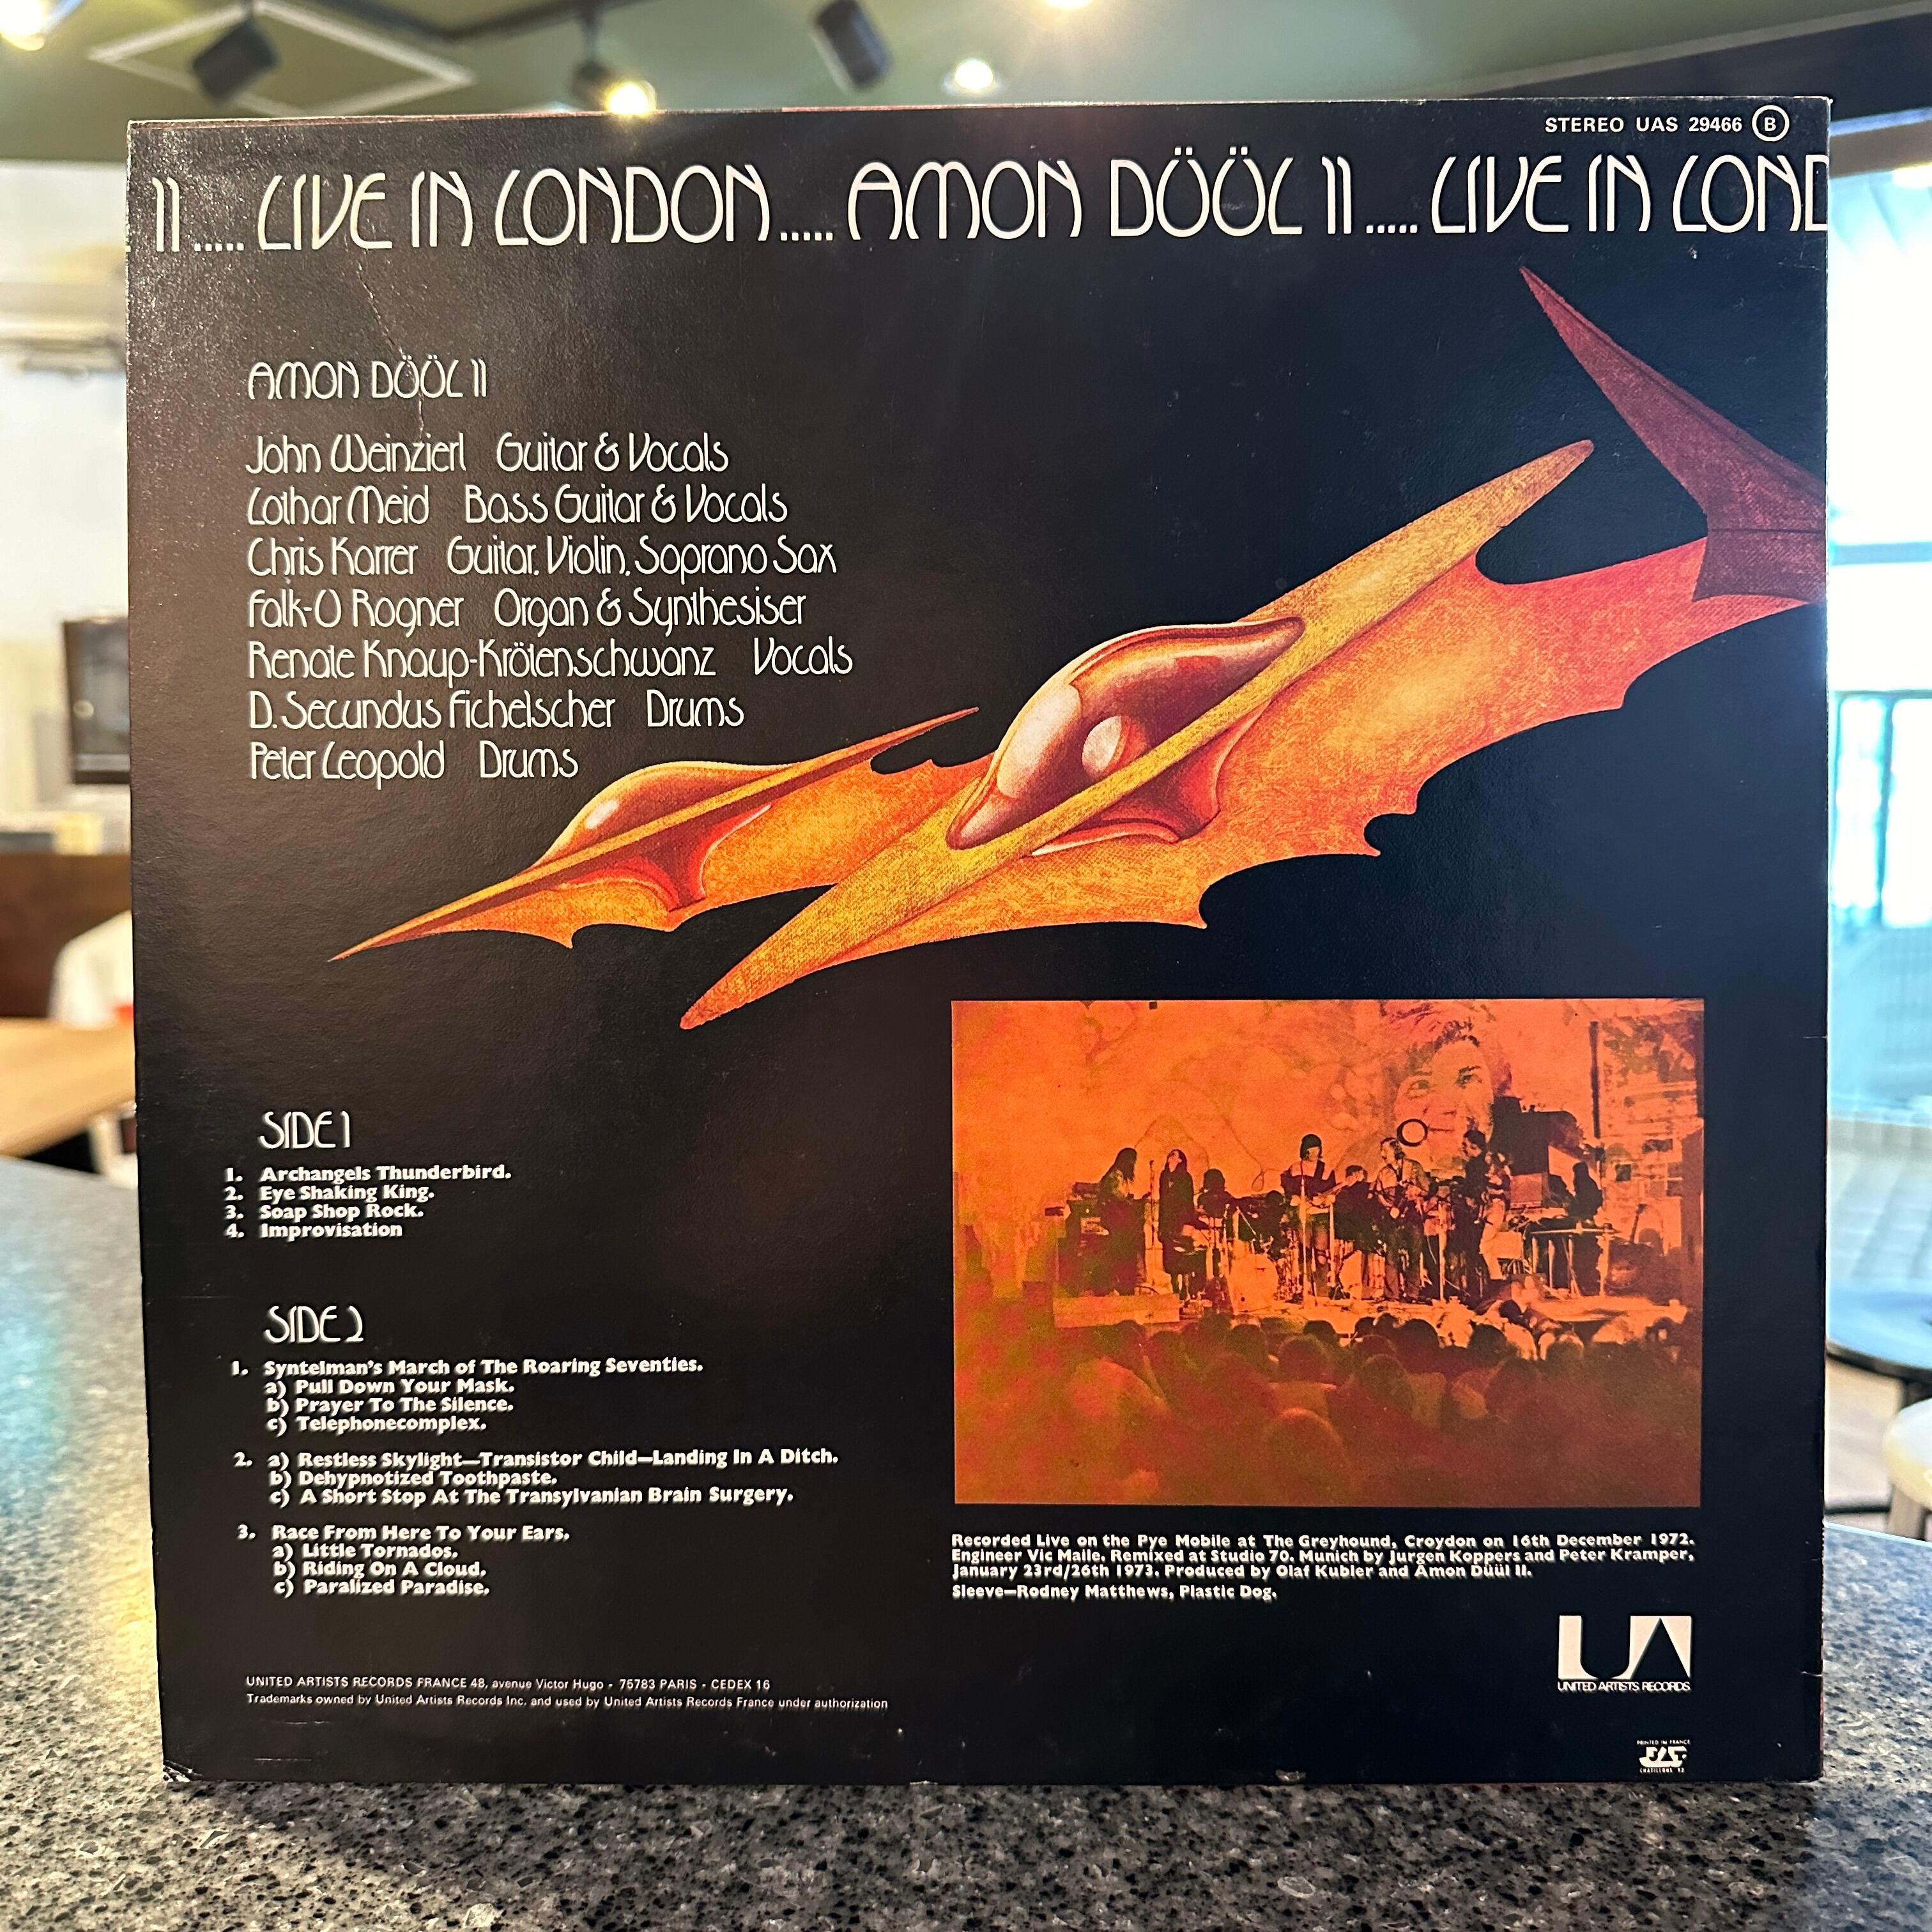 STEREO UAS 29466 B
II..... LIVE IN LONDON..... AMON DÜÜL II..... LIVE IN LOND
AMON DÜÜL II
John Weinzierl Guitar & Vocals
Lothar Meid Bass Guitar & Vocals
Chris Karrer Guitar, Violin, Soprano Sax
Falk-U Rogner Organ & Synthesiser
Renate Knaup-Krötenschwanz Vocals
D. Secundus Fichelscher Drums
Peter Leopold Drums
SIDE 1
1. Archangels Thunderbird.
2. Eye Shaking King.
3. Soap Shop Rock.
4. Improvisation
SIDE 2
1. Syntelman's March of The Roaring Seventies.
a) Pull Down Your Mask.
b) Prayer To The Silence.
c) Telephonecomplex.
2. a) Restless Skylight—Transistor Child—Landing In A Ditch.
b) Dehypnotized Toothpaste.
c) A Short Stop At The Transylvanian Brain Surgery.
3. Race From Here To Your Ears.
a) Little Tornados.
b) Riding On A Cloud.
c) Paralized Paradise.
Recorded Live on the Pye Mobile at The Greyhound, Croydon on 16th December 1972.
Engineer Vic Maile. Remixed at Studio 70. Munich by Jurgen Koppers and Peter Kramper,
January 23rd/26th 1973. Produced by Olaf Kubler and Amon Düül II.
Sleeve—Rodney Matthews, Plastic Dog.
UA
UNITED ARTISTS RECORDS
UNITED ARTISTS RECORDS FRANCE 48, avenue Victor Hugo - 75783 PARIS - CEDEX 16
Trademarks owned by United Artists Records Inc. and used by United Artists Records France under authorization
PRINTED IN FRANCE